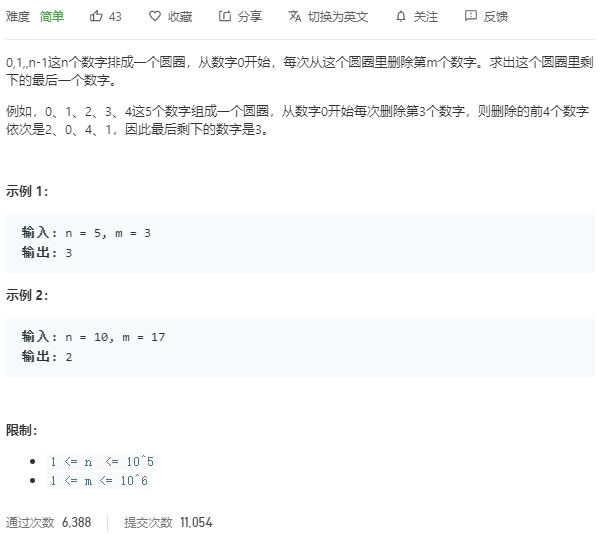 难度 简单 43 收藏 分享 切换为英文 关注 反馈
0,1,,n-1这n个数字排成一个圆圈，从数字0开始，每次从这个圆圈里删除第m个数字。求出这个圆圈里剩
下的最后一个数字。
例如，0、1、2、3、4这5个数字组成一个圆圈，从数字0开始每次删除第3个数字，则删除的前4个数字
依次是2、0、4、1，因此最后剩下的数字是3。
示例 1：
输入: n = 5, m = 3
输出: 3
示例 2：
输入: n = 10, m = 17
输出: 2
限制：
1 <= n <= 10^5
1 <= m <= 10^6
通过次数 6,388 提交次数 11,054